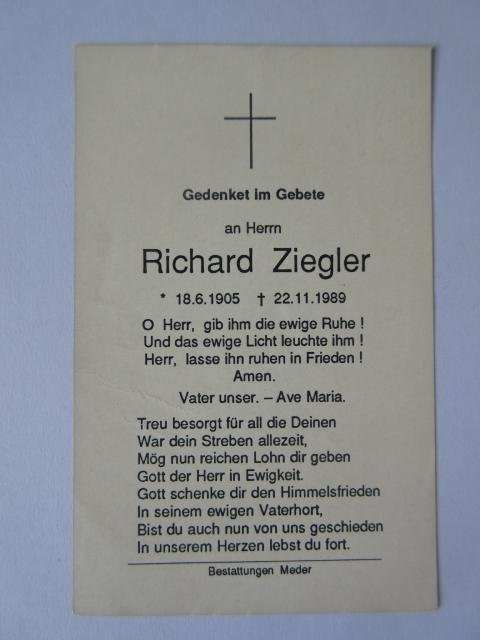 Gedenket im Gebete
an Herrn
Richard Ziegler
* 18.6.1905 † 22.11.1989
O Herr, gib ihm die ewige Ruhe !
Und das ewige Licht leuchte ihm !
Herr, lasse ihn ruhen in Frieden !
Amen.
Vater unser. – Ave Maria.
Treu besorgt für all die Deinen
War dein Streben allezeit,
Mög nun reichen Lohn dir geben
Gott der Herr in Ewigkeit.
Gott schenke dir den Himmelsfrieden
In seinem ewigen Vaterhort,
Bist du auch nun von uns geschieden
In unserem Herzen lebst du fort.
Bestattungen Meder